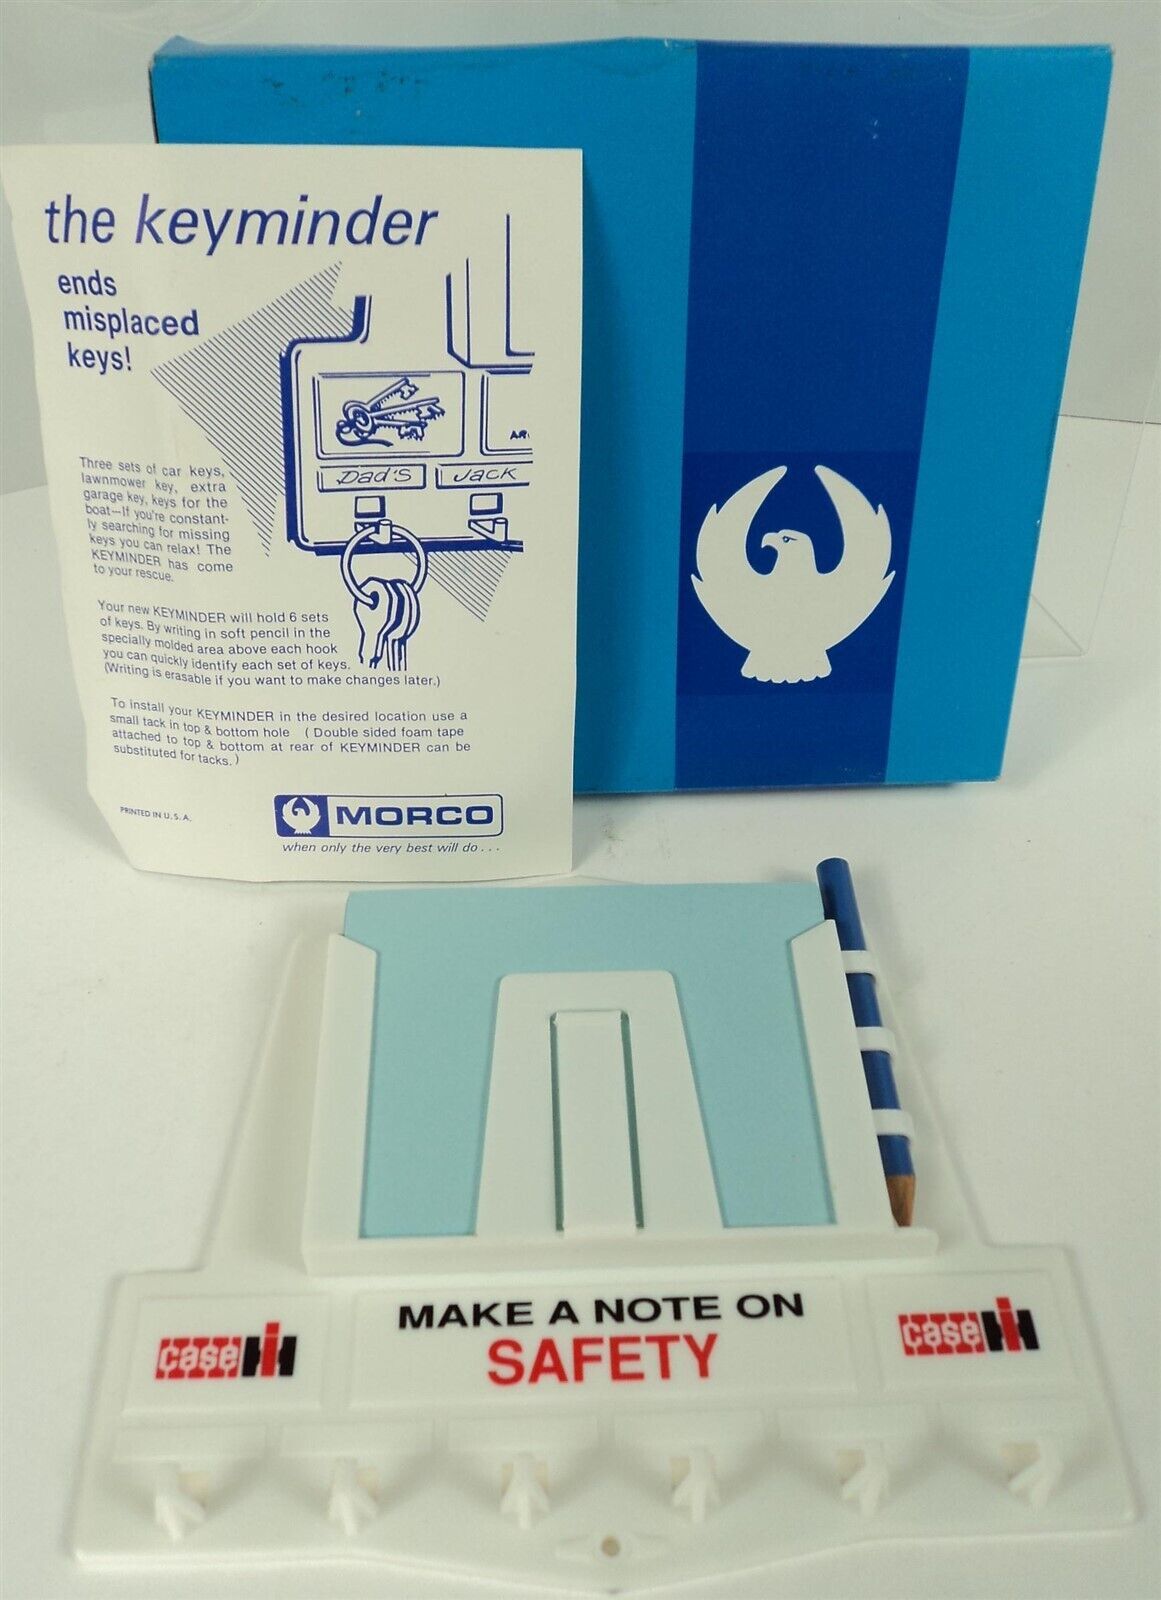 the keyminder
ends
misplaced
keys!
AR
Dad's Jack
Three sets of car keys,
lawnmower key, extra
garage key, keys for the
boat—If you're constant-
ly searching for missing
keys you can relax! The
KEYMINDER has come
to your rescue.
Your new KEYMINDER will hold 6 sets
of keys. By writing in soft pencil in the
specially molded area above each hook
you can quickly identify each set of keys.
(Writing is erasable if you want to make changes later.)
To install your KEYMINDER in the desired location use a
small tack in top & bottom hole ( Double sided foam tape
attached to top & bottom at rear of KEYMINDER can be
substituted for tacks. )
PRINTED IN U.S.A.
MORCO
when only the very best will do . . .
MAKE A NOTE ON
SAFETY
case IH
case IH